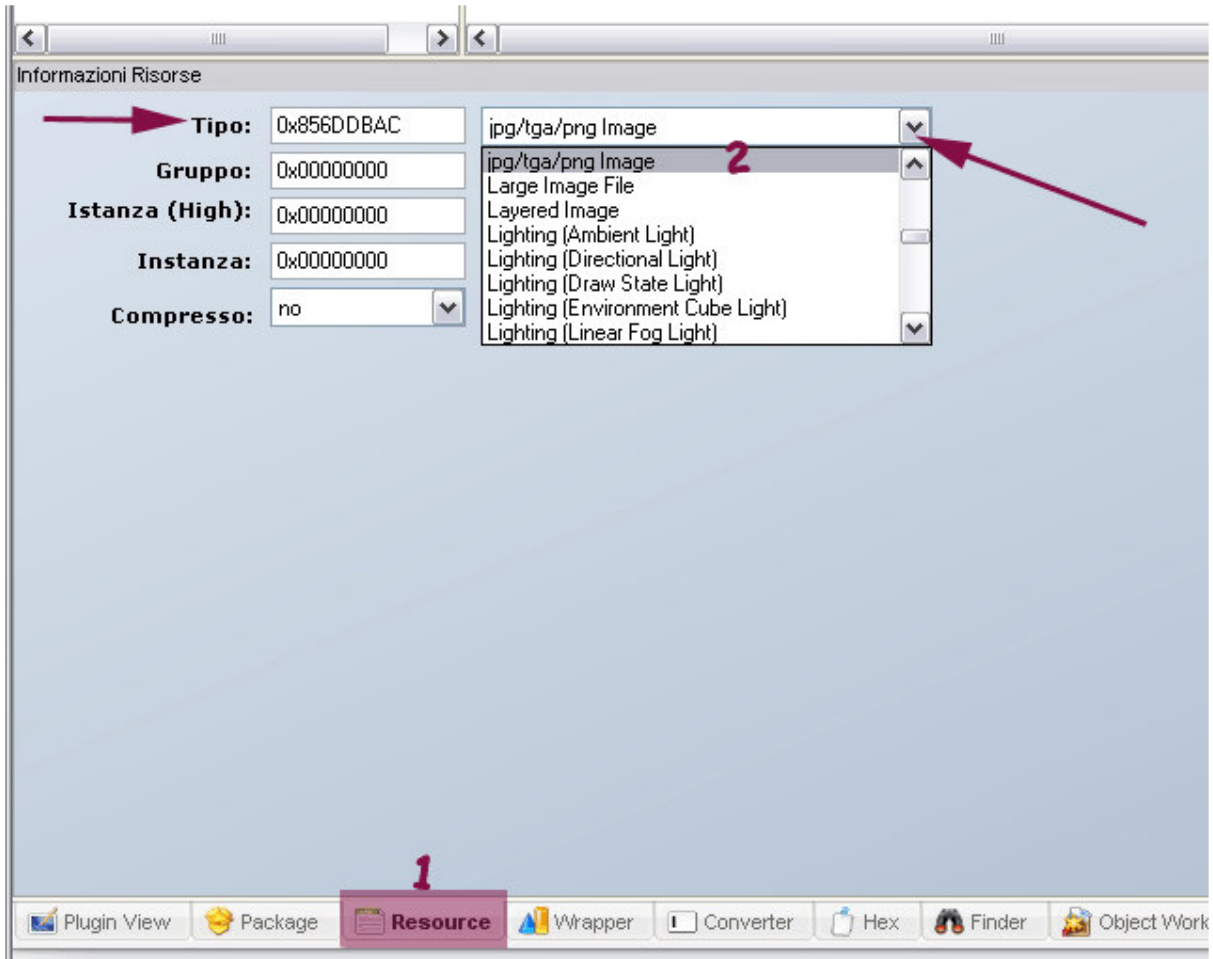 Informazioni Risorse
Tipo: 0x856DDBAC jpg/tga/png Image
jpg/tga/png Image 2
Gruppo: 0x00000000
Large Image File
Layered Image
Istanza (High): 0x00000000
Lighting (Ambient Light)
Lighting (Directional Light)
Instanza: 0x00000000
Lighting (Draw State Light)
Lighting (Environment Cube Light)
Compresso: no
Lighting (Linear Fog Light)
1
Plugin View Package Resource Wrapper Converter Hex Finder Object Work